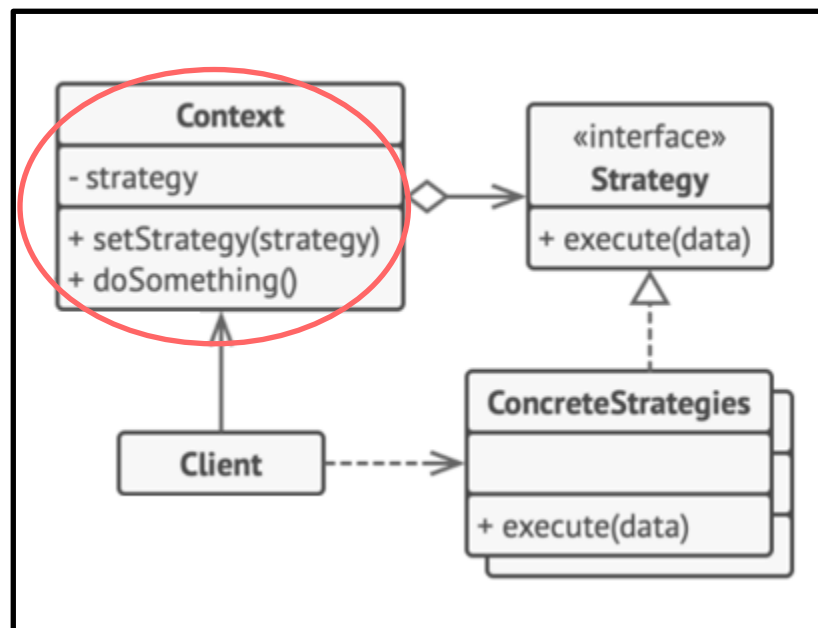 Context
- strategy
+ setStrategy(strategy)
+ doSomething()
«interface»
Strategy
+ execute(data)
Client
ConcreteStrategies
+ execute(data)